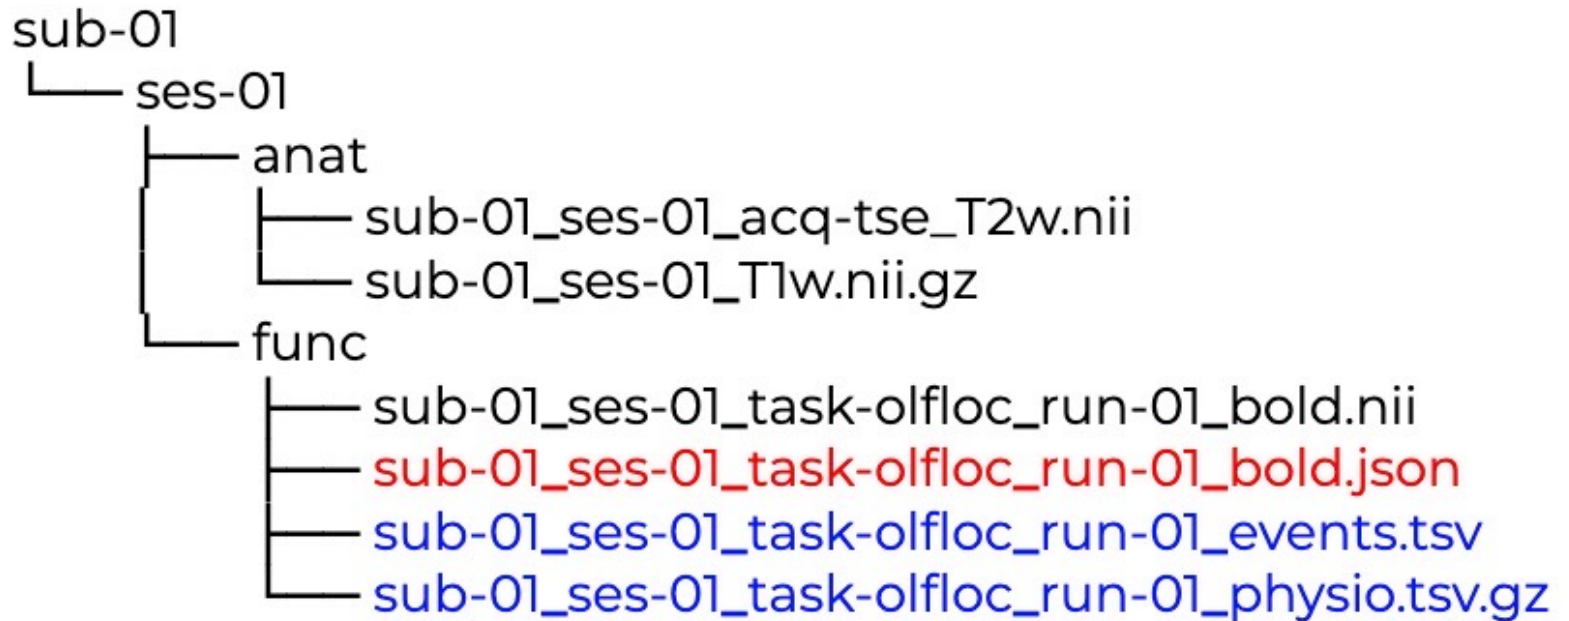 sub-01
ses-01
anat
sub-01_ses-01_acq-tse_T2w.nii
sub-01_ses-01_T1w.nii.gz
func
sub-01_ses-01_task-olfloc_run-01_bold.nii
sub-01_ses-01_task-olfloc_run-01_bold.json
sub-01_ses-01_task-olfloc_run-01_events.tsv
sub-01_ses-01_task-olfloc_run-01_physio.tsv.gz